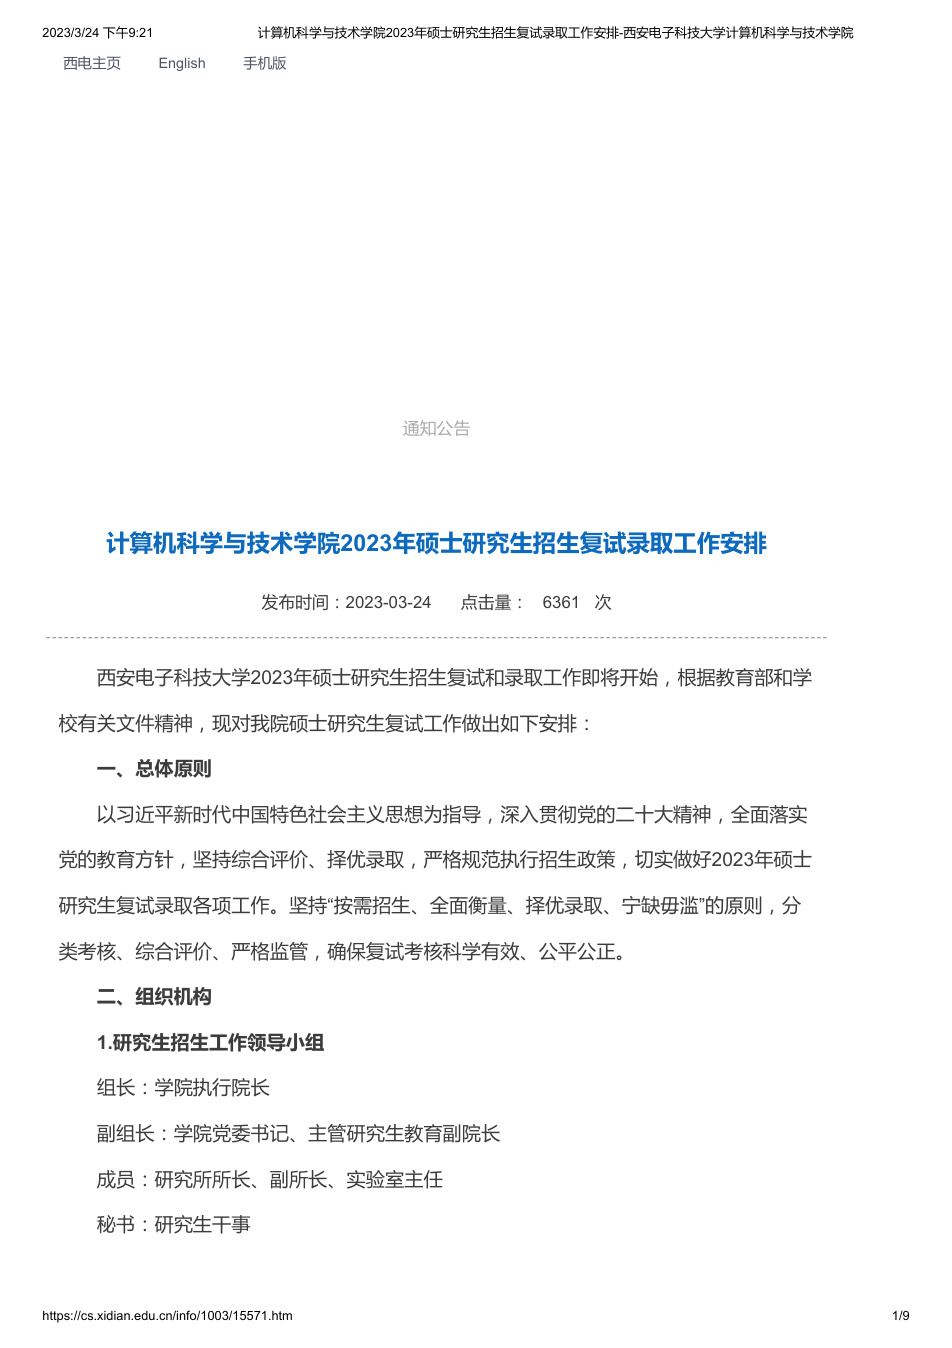 2023/3/24 下午9:21 计算机科学与技术学院2023年硕士研究生招生复试录取工作安排-西安电子科技大学计算机科学与技术学院
西电主页 English 手机版
通知公告
计算机科学与技术学院2023年硕士研究生招生复试录取工作安排
发布时间：2023-03-24 点击量： 6361 次
西安电子科技大学2023年硕士研究生招生复试和录取工作即将开始，根据教育部和学
校有关文件精神，现对我院硕士研究生复试工作做出如下安排：
一、总体原则
以习近平新时代中国特色社会主义思想为指导，深入贯彻党的二十大精神，全面落实
党的教育方针，坚持综合评价、择优录取，严格规范执行招生政策，切实做好2023年硕士
研究生复试录取各项工作。坚持“按需招生、全面衡量、择优录取、宁缺毋滥”的原则，分
类考核、综合评价、严格监管，确保复试考核科学有效、公平公正。
二、组织机构
1.研究生招生工作领导小组
组长：学院执行院长
副组长：学院党委书记、主管研究生教育副院长
成员：研究所所长、副所长、实验室主任
秘书：研究生干事
https://cs.xidian.edu.cn/info/1003/15571.htm 1/9